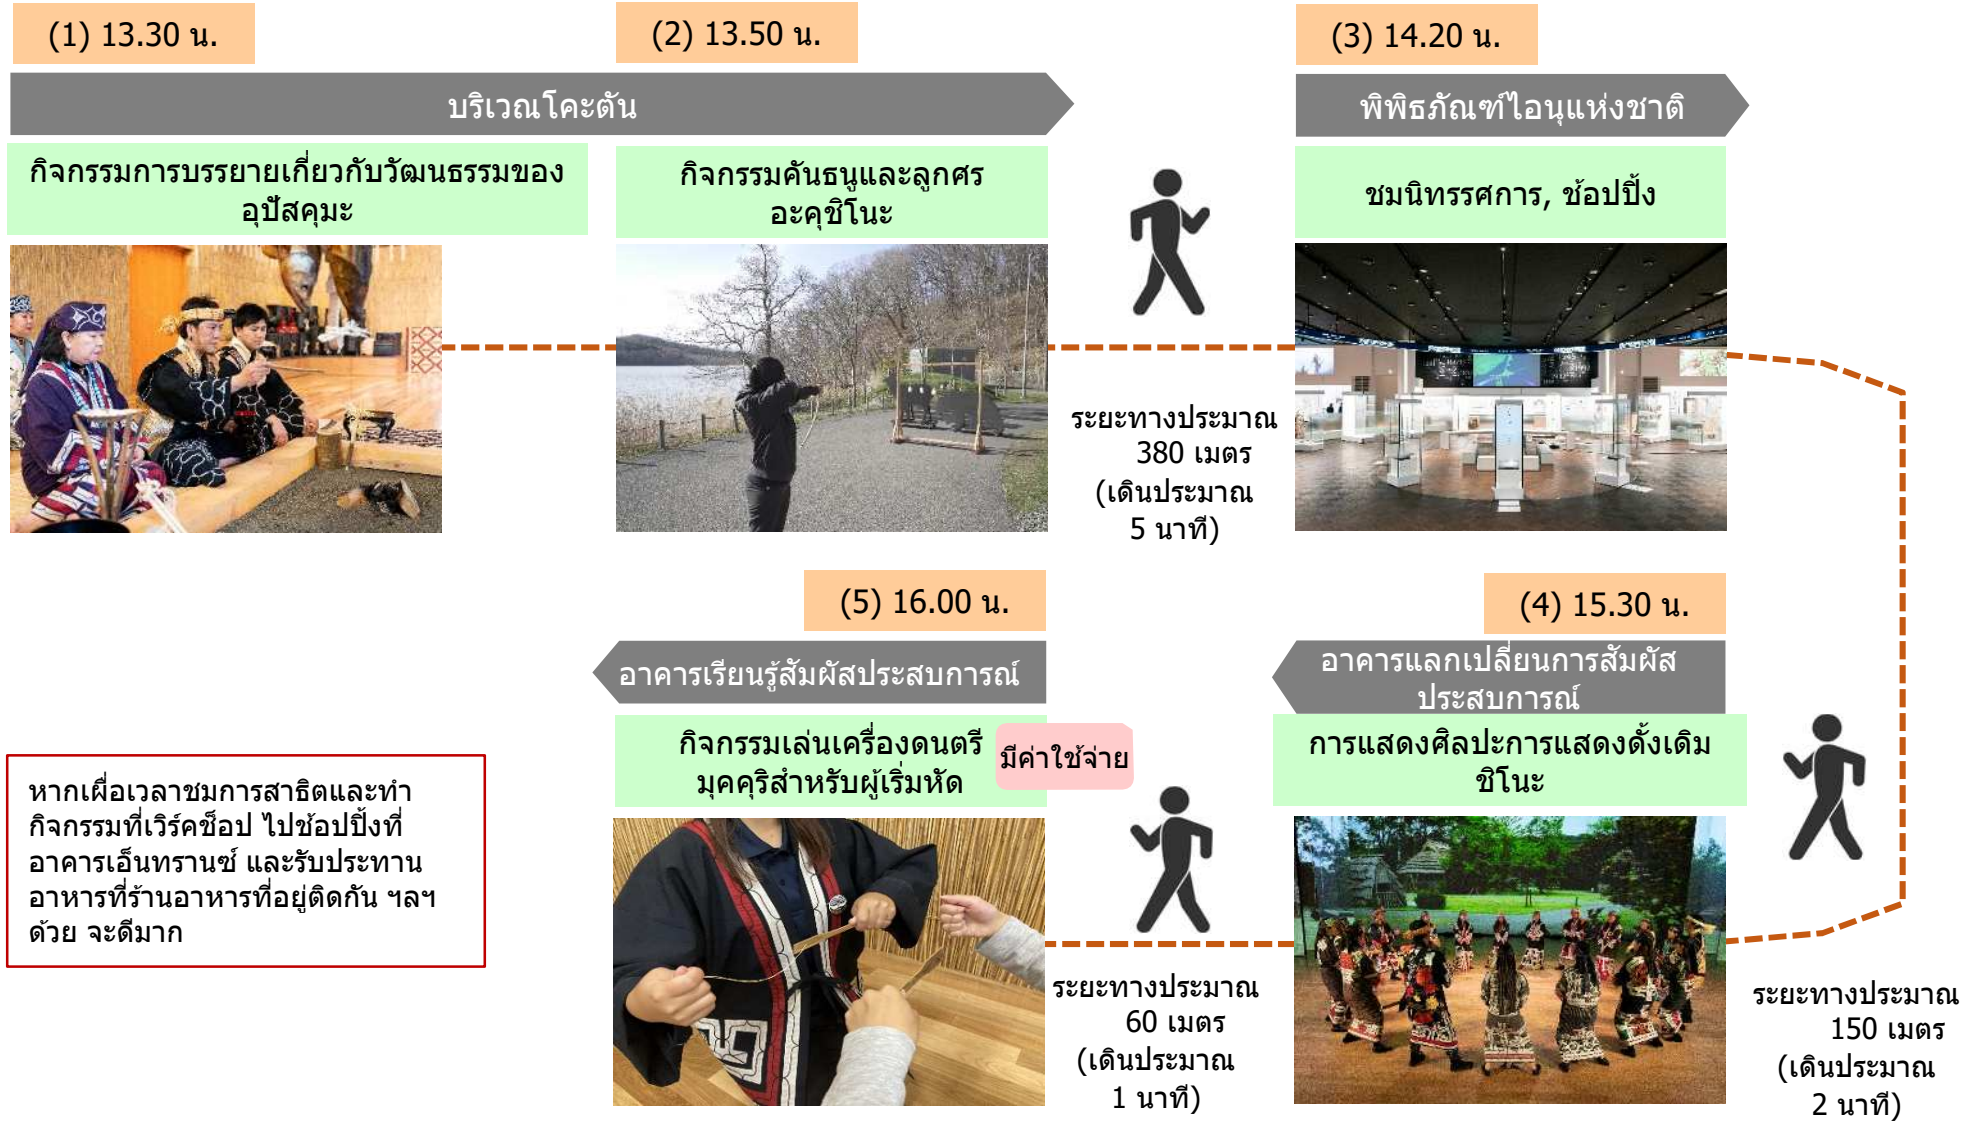 (1) 13.30 น.
(2) 13.50 น.
(3) 14.20 น.
บริเวณโคะตัน
พิพิธภัณฑ์ไอนุแห่งชาติ
กิจกรรมการบรรยายเกี่ยวกับวัฒนธรรมของ
อุปัสคุมะ
กิจกรรมคันธนูและลูกศร
อะคุชิโนะ
ชมนิทรรศการ, ช้อปปิ้ง
ระยะทางประมาณ
380 เมตร
(เดินประมาณ
5 นาที)
(5) 16.00 น.
(4) 15.30 น.
อาคารเรียนรู้สัมผัสประสบการณ์
อาคารแลกเปลี่ยนการสัมผัส
ประสบการณ์
กิจกรรมเล่นเครื่องดนตรี
มุคคุริสำหรับผู้เริ่มหัด
มีค่าใช้จ่าย
การแสดงศิลปะการแสดงดั้งเดิม
ชิโนะ
หากเผื่อเวลาชมการสาธิตและทำ
กิจกรรมที่เวิร์คช็อป ไปช้อปปิ้งที่
อาคารเอ็นทรานซ์ และรับประทาน
อาหารที่ร้านอาหารที่อยู่ติดกัน ฯลฯ
ด้วย จะดีมาก
ระยะทางประมาณ
60 เมตร
(เดินประมาณ
1 นาที)
ระยะทางประมาณ
150 เมตร
(เดินประมาณ
2 นาที)